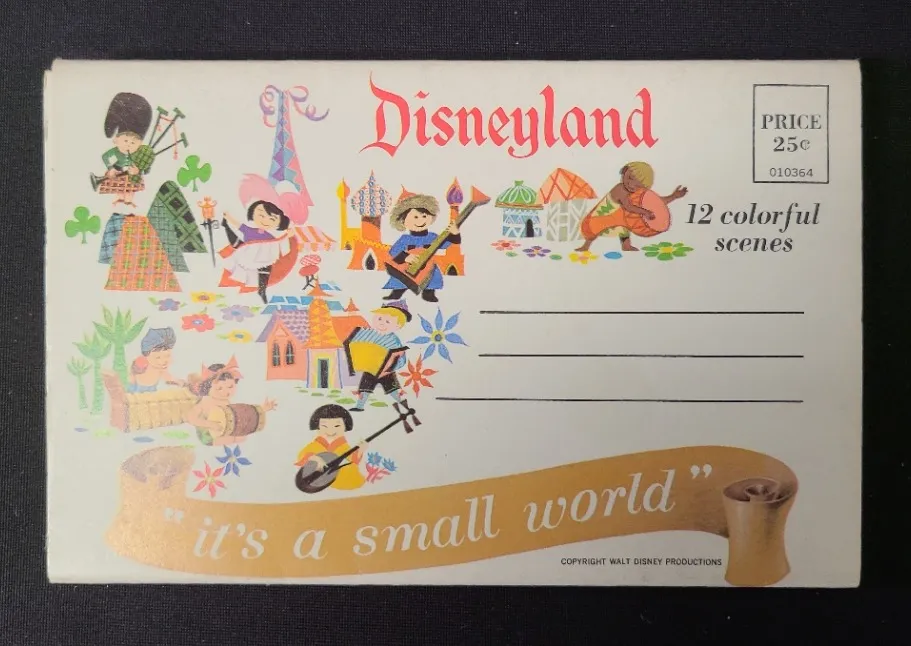 Disneyland
PRICE
25¢
010364
12 colorful
scenes
"it's a small world"
COPYRIGHT WALT DISNEY PRODUCTIONS